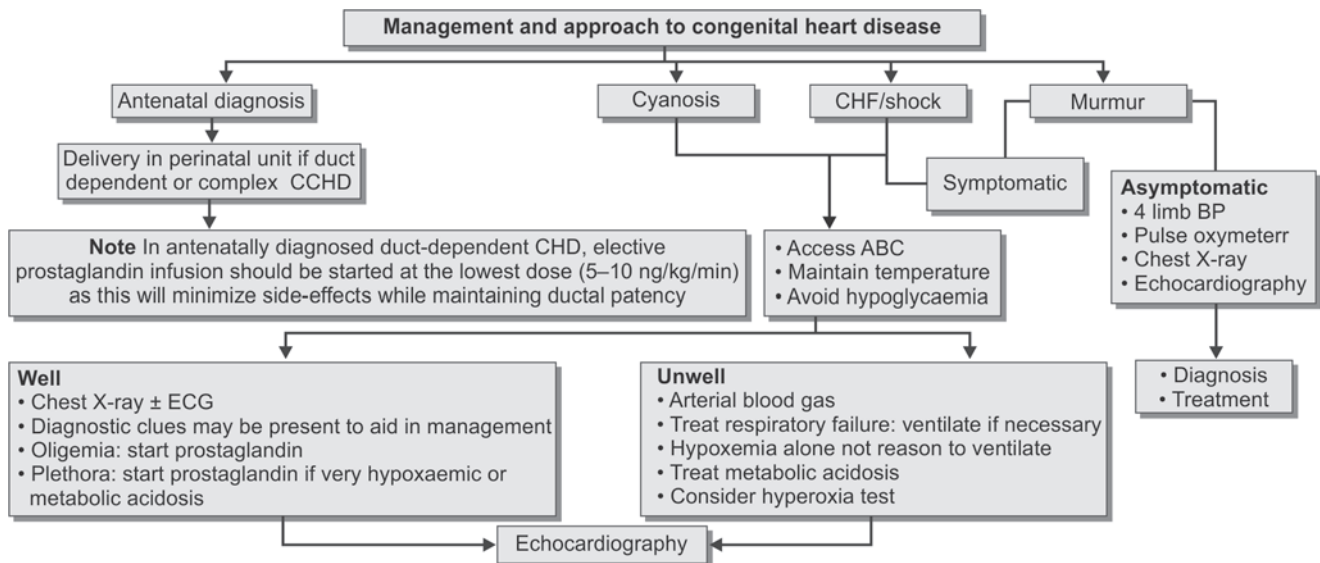 Management and approach to congenital heart disease
Antenatal diagnosis
Cyanosis
CHF/shock
Murmur
Delivery in perinatal unit if duct
dependent or complex CCHD
Symptomatic
Asymptomatic
• 4 limb BP
• Pulse oxymeterr
• Chest X-ray
• Echocardiography
Note In antenatally diagnosed duct-dependent CHD, elective
prostaglandin infusion should be started at the lowest dose (5–10 ng/kg/min)
as this will minimize side-effects while maintaining ductal patency
• Access ABC
• Maintain temperature
• Avoid hypoglycaemia
Well
• Chest X-ray ± ECG
• Diagnostic clues may be present to aid in management
• Oligemia: start prostaglandin
• Plethora: start prostaglandin if very hypoxaemic or
metabolic acidosis
Unwell
• Arterial blood gas
• Treat respiratory failure: ventilate if necessary
• Hypoxemia alone not reason to ventilate
• Treat metabolic acidosis
• Consider hyperoxia test
• Diagnosis
• Treatment
Echocardiography